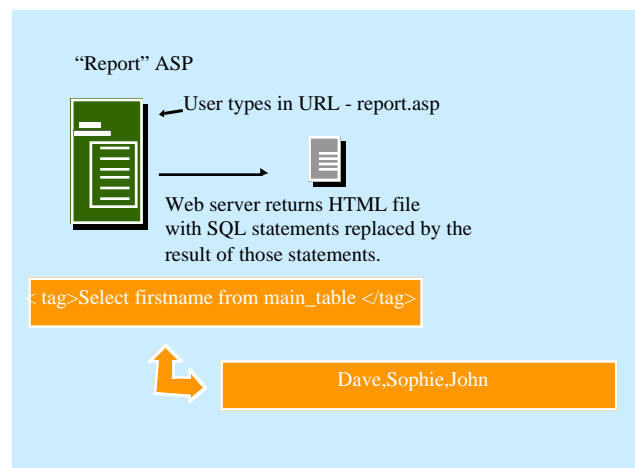 “Report” ASP
User types in URL - report.asp
Web server returns HTML file
with SQL statements replaced by the
result of those statements.
< tag>Select firstname from main_table </tag>
Dave,Sophie,John